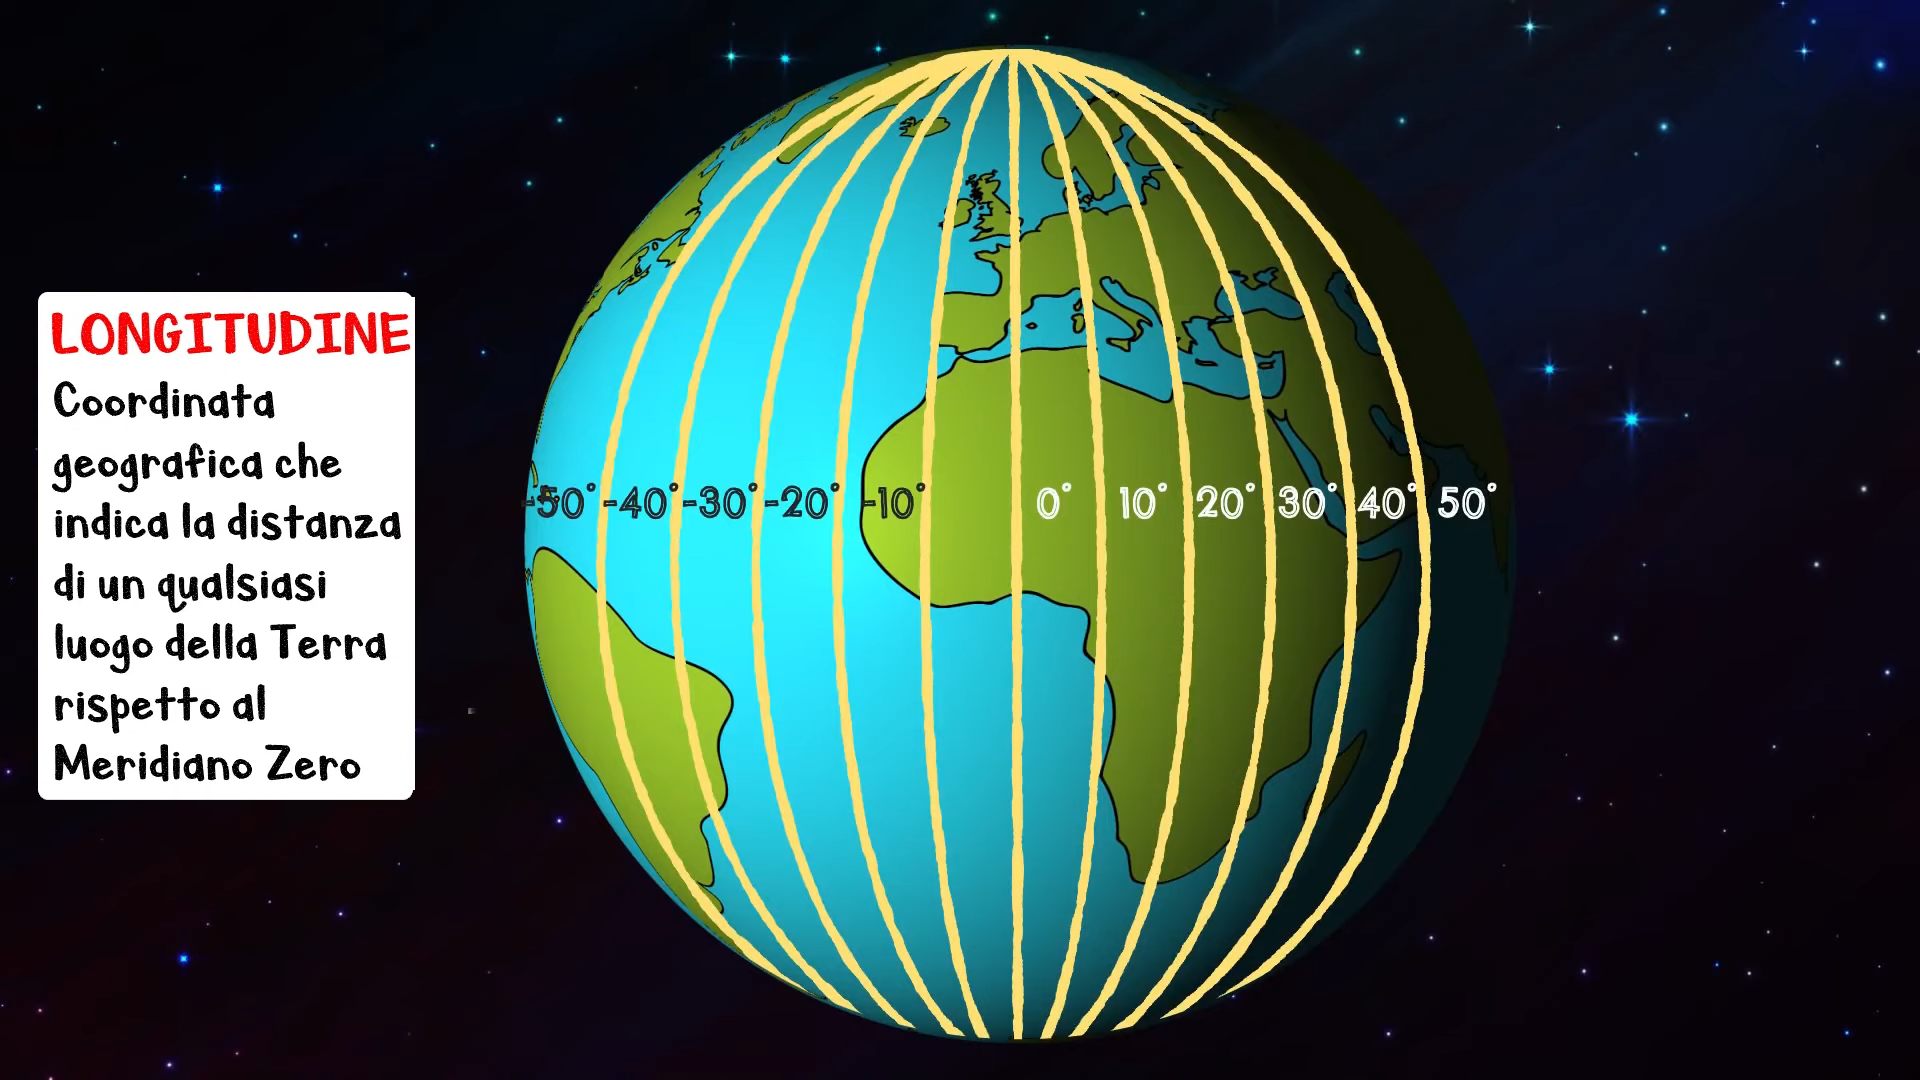 LONGITUDINE
Coordinata
geografica che
indica la distanza
di un qualsiasi
luogo della Terra
rispetto al
Meridiano Zero
-50° -40° -30° -20° -10° 0° 10° 20° 30° 40° 50°